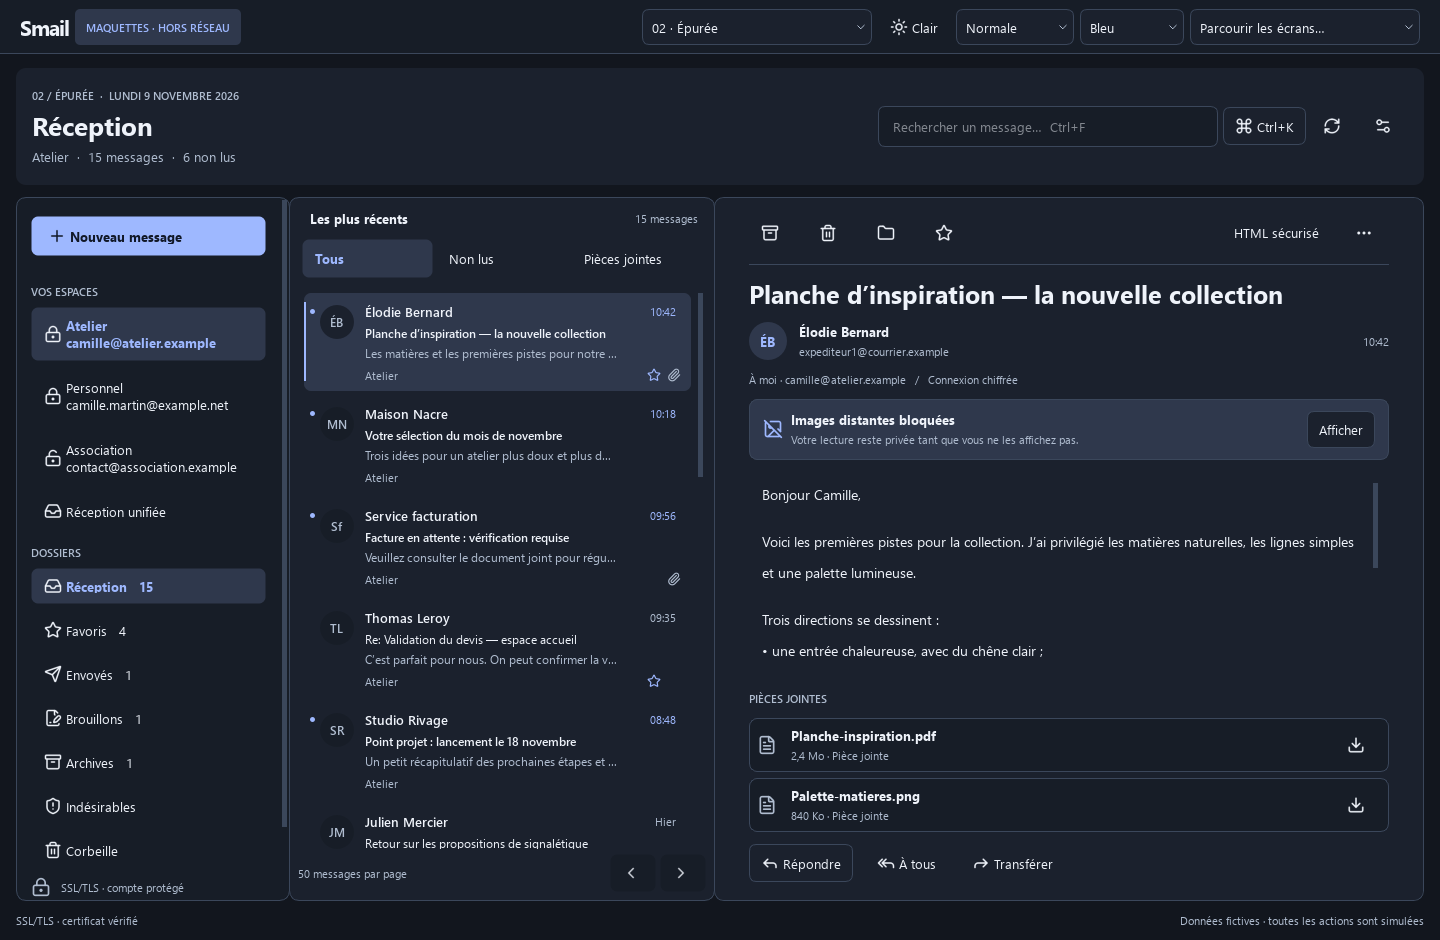 Smail
MAQUETTES · HORS RÉSEAU
02 · Épurée
Clair
Normale
Bleu
Parcourir les écrans…
02 / ÉPURÉE · LUNDI 9 NOVEMBRE 2026
Réception
Atelier · 15 messages · 6 non lus
Rechercher un message… Ctrl+F
Ctrl+K
Nouveau message
VOS ESPACES
Atelier
camille@atelier.example
Personnel
camille.martin@example.net
Association
contact@association.example
Réception unifiée
DOSSIERS
Réception 15
Favoris 4
Envoyés 1
Brouillons 1
Archives 1
Indésirables
Corbeille
SSL/TLS · compte protégé
Les plus récents
15 messages
Tous
Non lus
Pièces jointes
ÉB
Élodie Bernard
10:42
Planche d’inspiration — la nouvelle collection
Les matières et les premières pistes pour notre …
Atelier
MN
Maison Nacre
10:18
Votre sélection du mois de novembre
Trois idées pour un atelier plus doux et plus d…
Atelier
Sf
Service facturation
09:56
Facture en attente : vérification requise
Veuillez consulter le document joint pour régu…
Atelier
TL
Thomas Leroy
09:35
Re: Validation du devis — espace accueil
C’est parfait pour nous. On peut confirmer la v…
Atelier
SR
Studio Rivage
08:48
Point projet : lancement le 18 novembre
Un petit récapitulatif des prochaines étapes et …
Atelier
JM
Julien Mercier
Hier
Retour sur les propositions de signalétique
50 messages par page
HTML sécurisé
Planche d’inspiration — la nouvelle collection
ÉB
Élodie Bernard
expediteur1@courrier.example
10:42
À moi · camille@atelier.example / Connexion chiffrée
Images distantes bloquées
Votre lecture reste privée tant que vous ne les affichez pas.
Afficher
Bonjour Camille,
Voici les premières pistes pour la collection. J’ai privilégié les matières naturelles, les lignes simples
et une palette lumineuse.
Trois directions se dessinent :
• une entrée chaleureuse, avec du chêne clair ;
PIÈCES JOINTES
Planche-inspiration.pdf
2,4 Mo · Pièce jointe
Palette-matieres.png
840 Ko · Pièce jointe
Répondre
À tous
Transférer
SSL/TLS · certificat vérifié
Données fictives · toutes les actions sont simulées